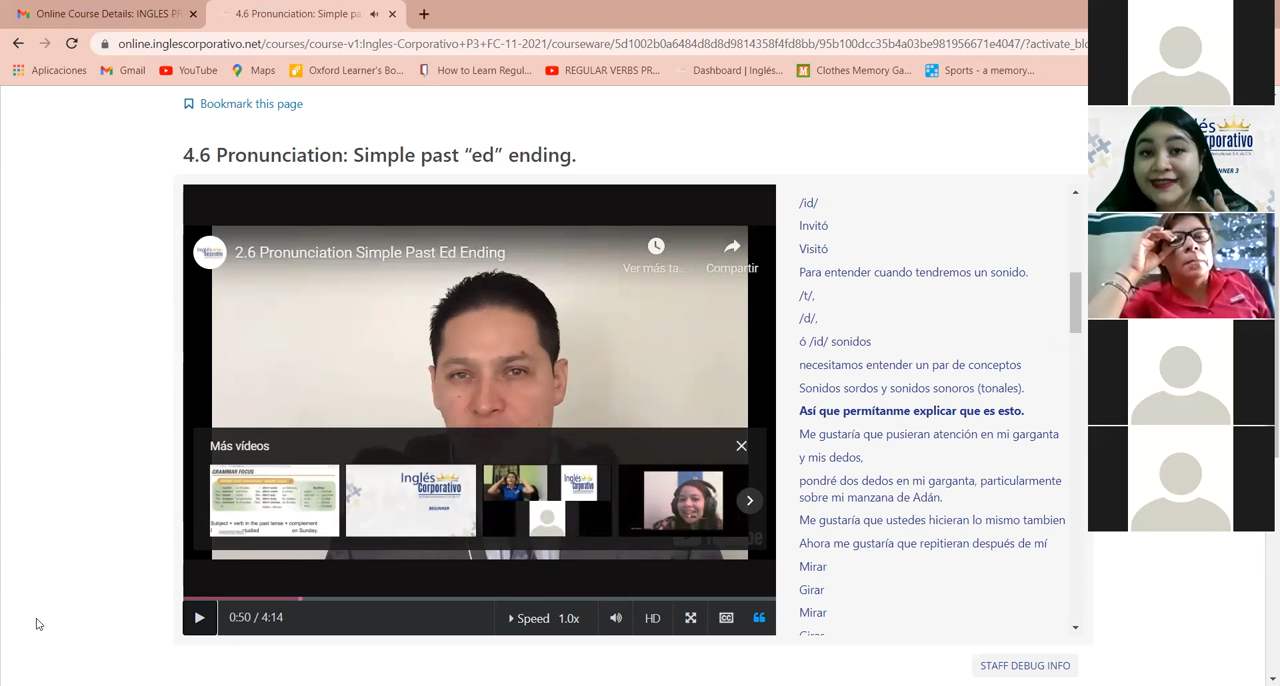 Online Course Details: INGLES PR
4.6 Pronunciation: Simple pa
online.inglescorporativo.net/courses/course-v1:Ingles-Corporativo+P3+FC-11-2021/courseware/5d1002b0a6484d8d8d9814358f4fd8bb/95b100dcc35b4a03be981956671e4047/?activate_blo
Aplicaciones
Gmail
YouTube
Maps
Oxford Learner's Bo...
How to Learn Regul...
REGULAR VERBS PR...
Dashboard | Inglés...
Clothes Memory Ga...
Sports - a memory...
Bookmark this page
4.6 Pronunciation: Simple past “ed” ending.
2.6 Pronunciation Simple Past Ed Ending
Ver más ta...
Compartir
Más vídeos
GRAMMAR FOCUS
Subject + verb in the past tense + complement
studied on Sunday.
Inglés
Corporativo
BEGINNER
Inglés
Corporativo
0:50 / 4:14
Speed 1.0x
HD
/id/
Invitó
Visitó
Para entender cuando tendremos un sonido.
/t/,
/d/,
ó /id/ sonidos
necesitamos entender un par de conceptos
Sonidos sordos y sonidos sonoros (tonales).
Así que permítanme explicar que es esto.
Me gustaría que pusieran atención en mi garganta
y mis dedos,
pondré dos dedos en mi garganta, particularmente
sobre mi manzana de Adán.
Me gustaría que ustedes hicieran lo mismo tambien
Ahora me gustaría que repitieran después de mí
Mirar
Girar
Mirar
Girar
STAFF DEBUG INFO
és
orporativo
NNER 3